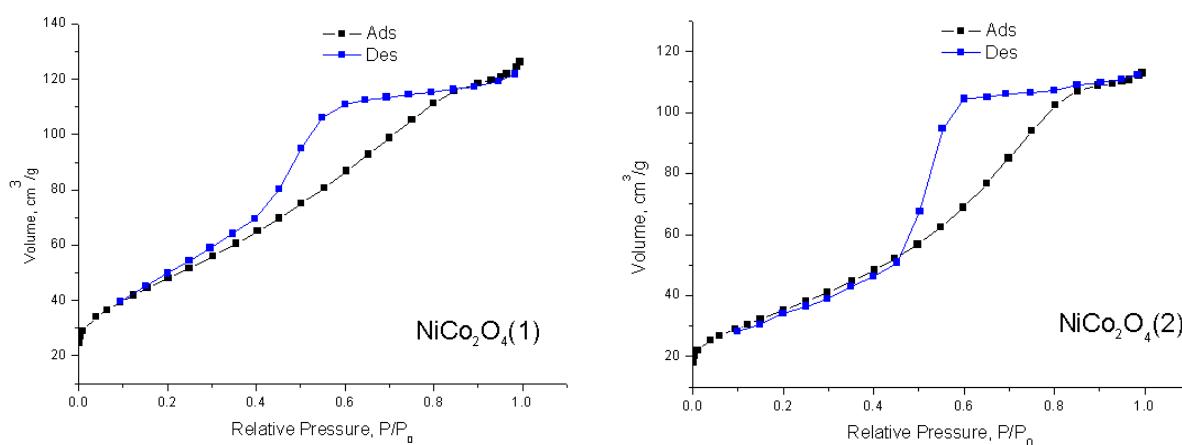 140
120
100
80
60
40
20
0.0 0.2 0.4 0.6 0.8 1.0
Volume, cm³/g
Relative Pressure, P/P₀
Ads
Des
NiCo₂O₄(1)
120
100
80
60
40
20
0.0 0.2 0.4 0.6 0.8 1.0
Volume, cm³/g
Relative Pressure, P/P₀
Ads
Des
NiCo₂O₄(2)